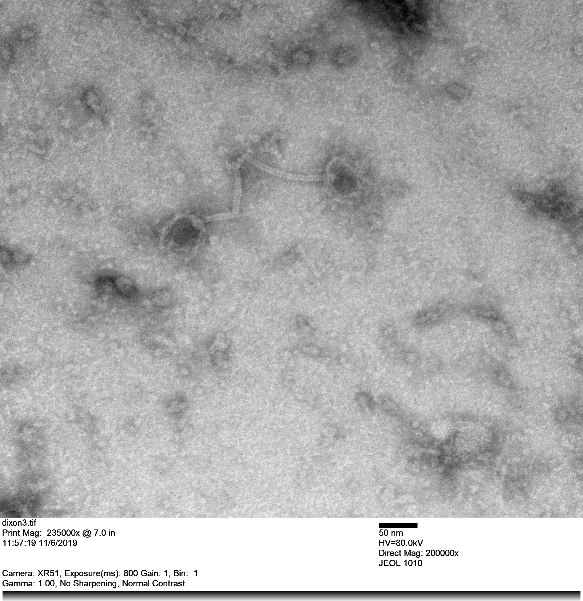 dixon3.tif
Print Mag: 235000x @ 7.0 in
11:57:19 11/6/2019
Camera: XR51, Exposure(ms): 800 Gain: 1, Bin: 1
Gamma: 1.00, No Sharpening, Normal Contrast
50 nm
HV=80.0kV
Direct Mag: 200000x
JEOL 1010